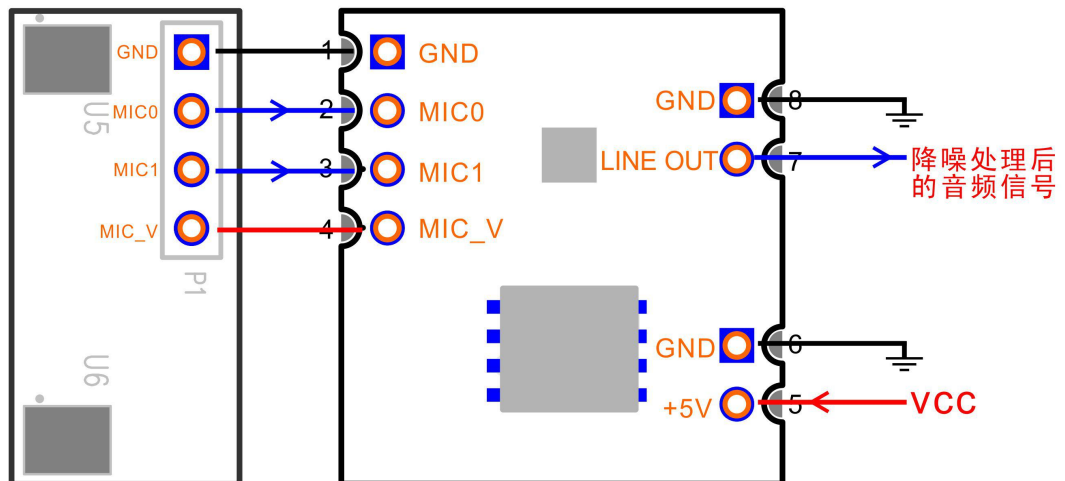 GND
MIC0
MIC1
MIC_V
P1
U5
U6
1
2
3
4
GND
MIC0
MIC1
MIC_V
GND
8
LINE OUT
7
降噪处理后
的音频信号
GND
6
+5V
5
VCC